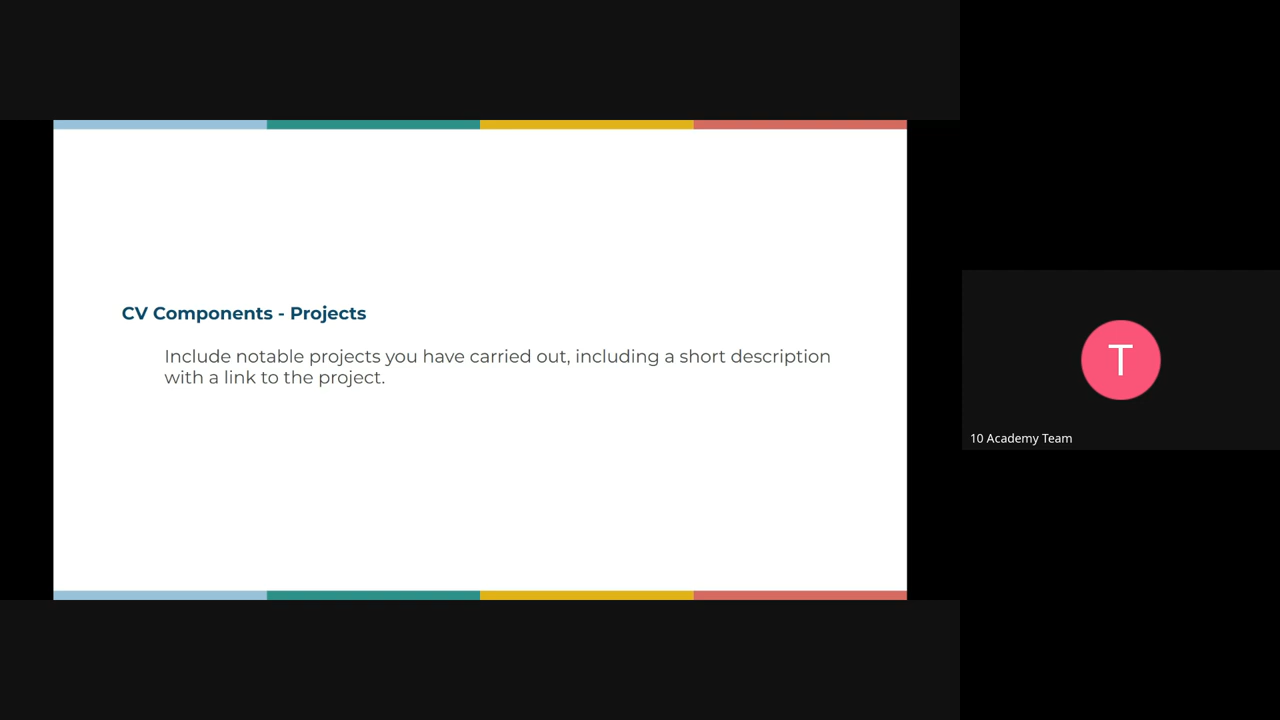 CV Components - Projects
Include notable projects you have carried out, including a short description
with a link to the project.
T
10 Academy Team